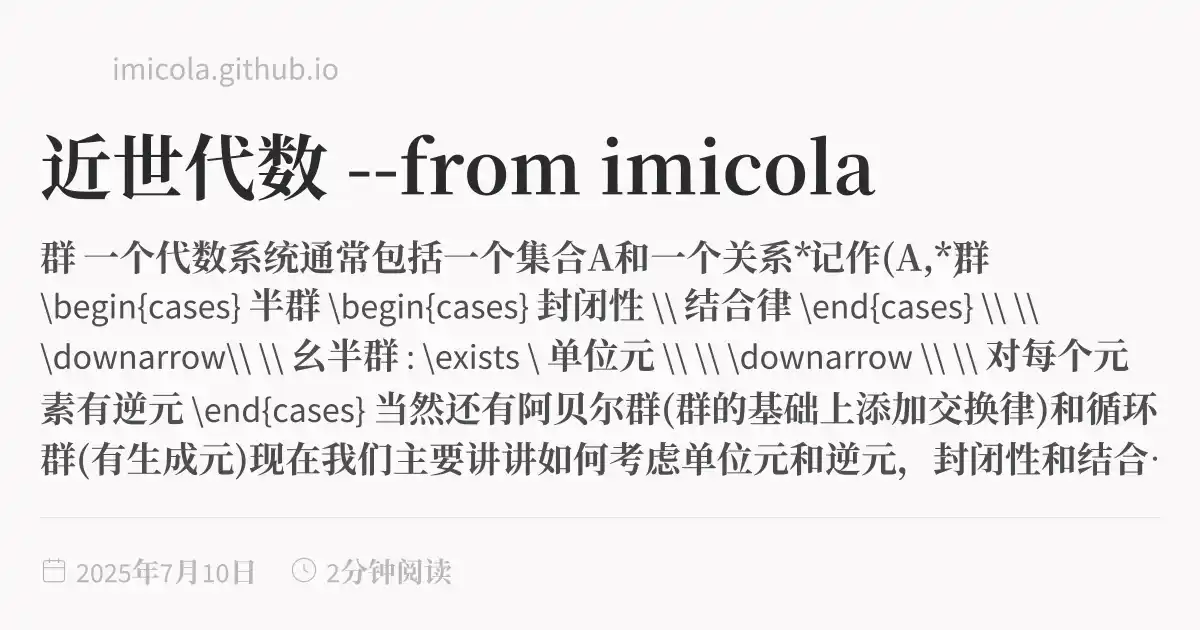 imicola.github.io
近世代数 --from imicola
群 一个代数系统通常包括一个集合A和一个关系*记作(A,*群
\begin{cases} 半群 \begin{cases} 封闭性 \\ 结合律 \end{cases} \\ \\
\downarrow\\ \\ 幺半群 : \exists \ 单位元 \\ \\ \downarrow \\ \\ 对每个元
素有逆元 \end{cases} 当然还有阿贝尔群(群的基础上添加交换律)和循环
群(有生成元)现在我们主要讲讲如何考虑单位元和逆元，封闭性和结合·
2025年7月10日
2分钟阅读